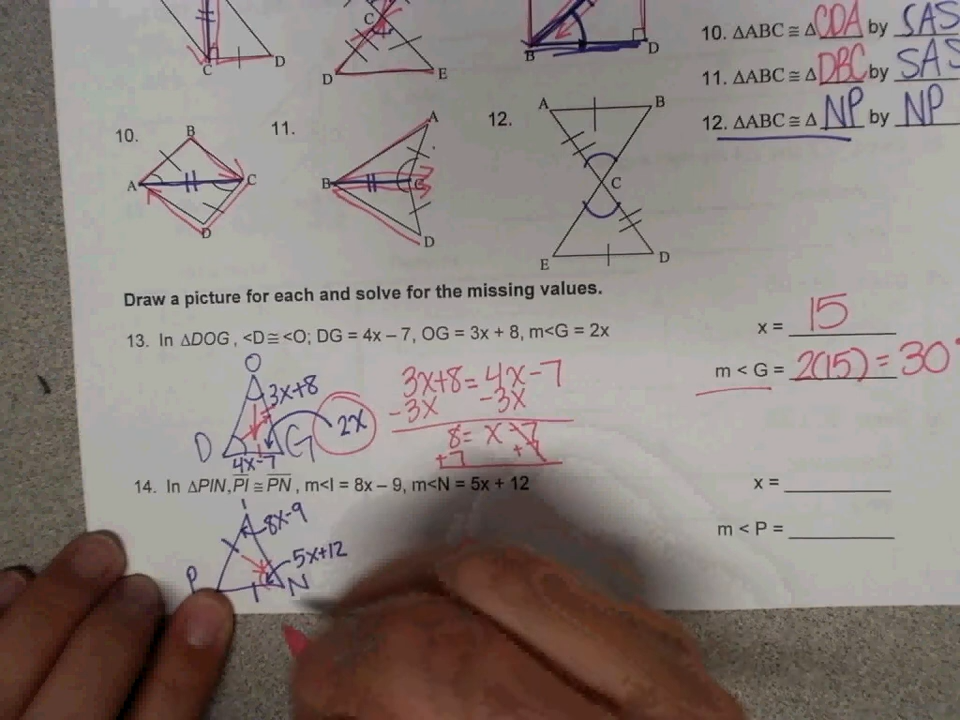 C
D
C
D
E
B
D
10. ΔABC ≅ Δ CDA by SAS
11. ΔABC ≅ Δ DBC by SAS
12. ΔABC ≅ Δ NP by NP
10.
B
A
C
D
11.
A
B
C
D
12.
A
B
C
E
D
Draw a picture for each and solve for the missing values.
13. In ΔDOG, <D≅<O; DG = 4x – 7, OG = 3x + 8, m<G = 2x
x = 15
m < G = 2(15) = 30°
O
3x+8
D
G
2x
4x-7
3x+8 = 4x-7
-3x -3x
8 = x -7
+7 +7
14. In ΔPIN, PI ≅ PN, m<I = 8x – 9, m<N = 5x + 12
x =
m < P =
I
8x-9
5x+12
P
N